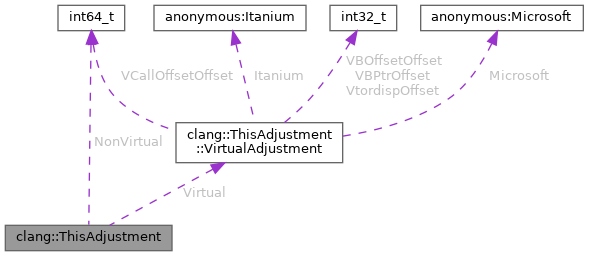 int64_t
anonymous:Itanium
int32_t
anonymous:Microsoft
VCallOffsetOffset
Itanium
VBOffsetOffset
VBPtrOffset
VtordispOffset
Microsoft
clang::ThisAdjustment
::VirtualAdjustment
NonVirtual
Virtual
clang::ThisAdjustment